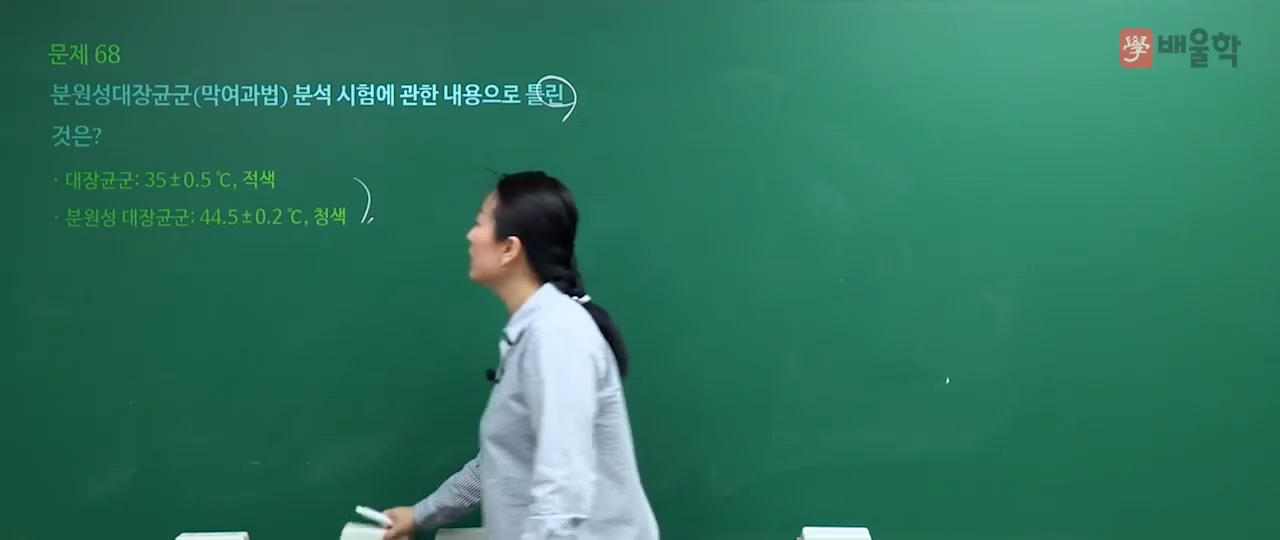 學 배울학
문제 68
분원성대장균군(막여과법) 분석 시험에 관한 내용으로 틀린
것은?
· 대장균군: 35±0.5 ℃, 적색
· 분원성 대장균군: 44.5±0.2 ℃, 청색